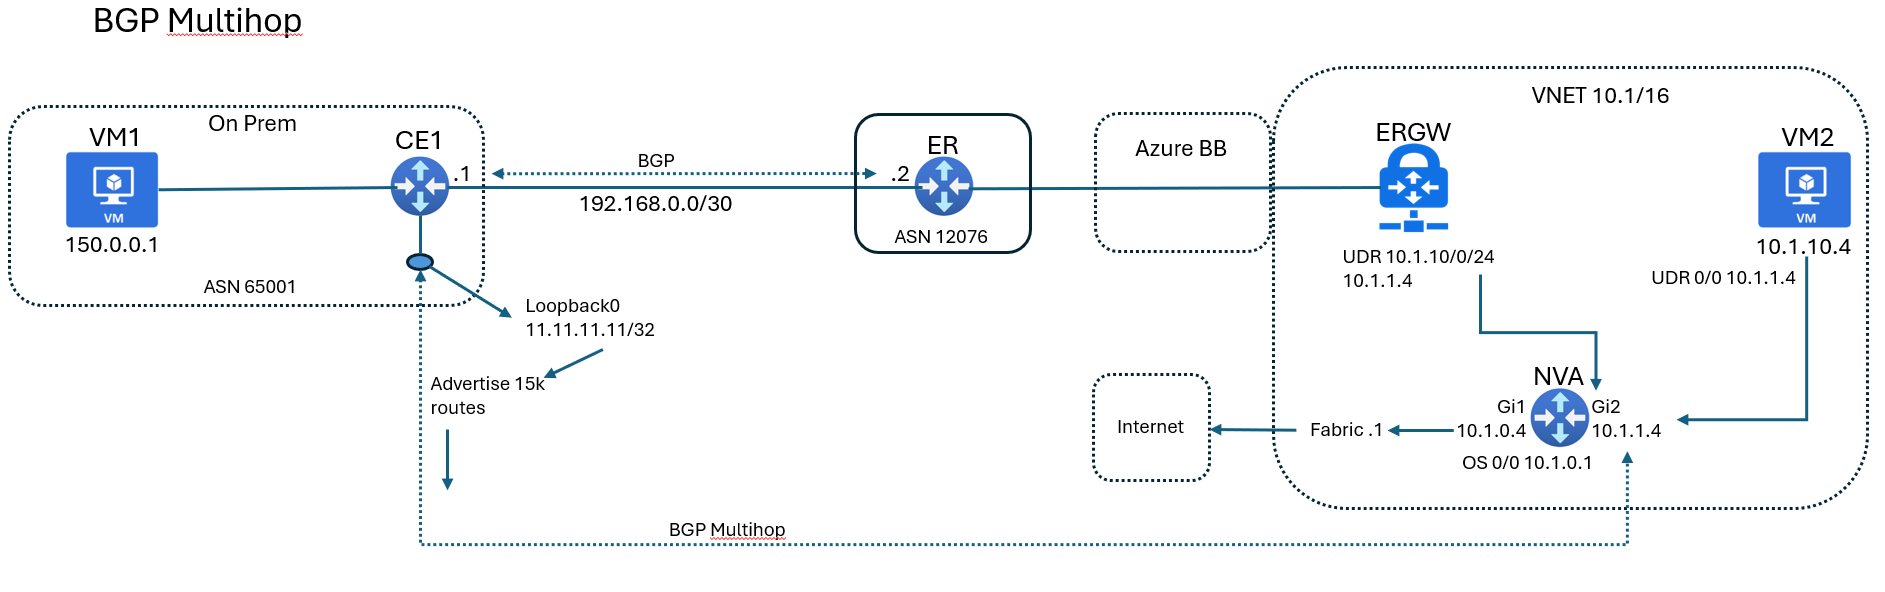 BGP Multihop
On Prem
VM1
VM
150.0.0.1
CE1
.1
ASN 65001
BGP
192.168.0.0/30
ER
.2
ASN 12076
Azure BB
VNET 10.1/16
ERGW
UDR 10.1.10/0/24
10.1.1.4
VM2
VM
10.1.10.4
UDR 0/0 10.1.1.4
Loopback0
11.11.11.11/32
Advertise 15k
routes
Internet
Fabric .1
NVA
Gi1
10.1.0.4
Gi2
10.1.1.4
OS 0/0 10.1.0.1
BGP Multihop